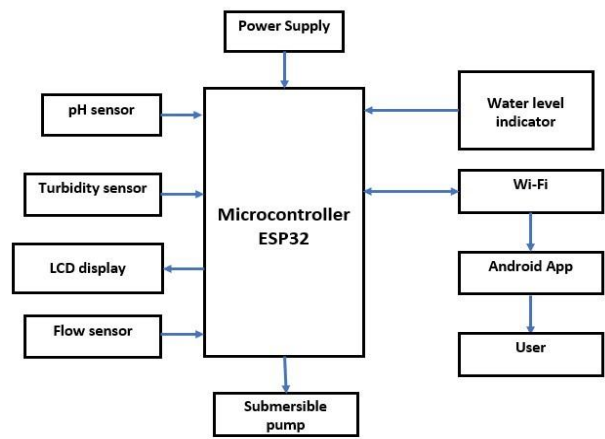 Power Supply
pH sensor
Water level
indicator
Turbidity sensor
Wi-Fi
Microcontroller
ESP32
LCD display
Android App
Flow sensor
User
Submersible
pump